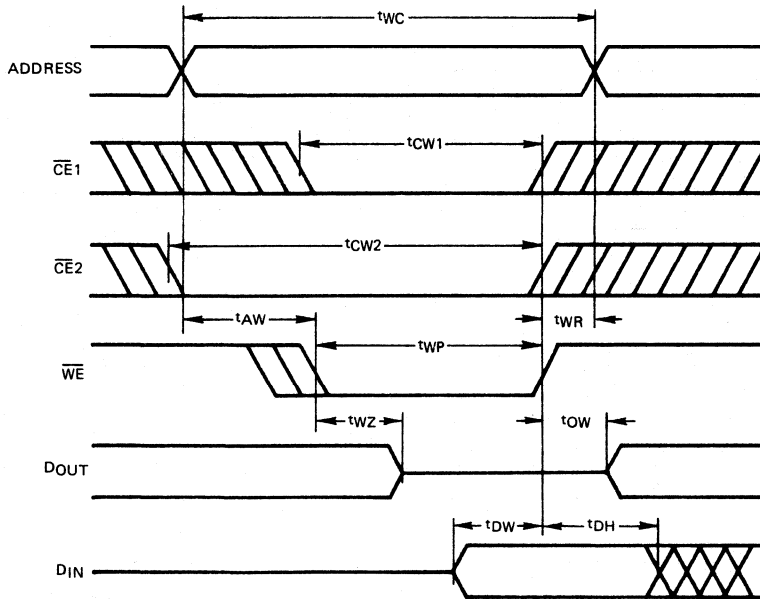 tWC
ADDRESS
tCW1
CE1
tCW2
CE2
tAW
tWR
tWP
WE
tWZ
tOW
DOUT
tDW
tDH
DIN